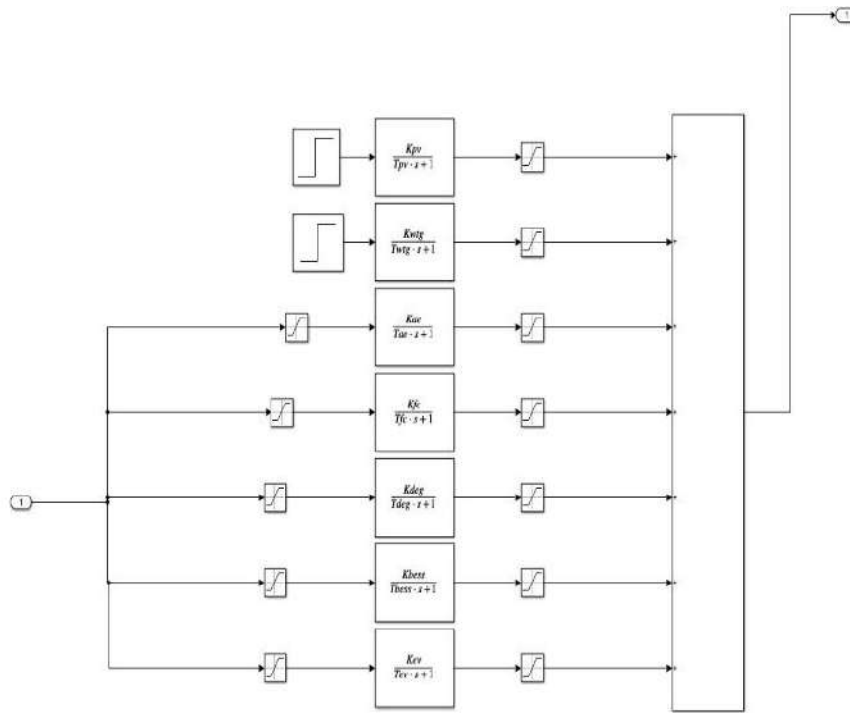 1
Kpv
Tpv · s + 1
+
Kwtg
Twtg · s + 1
+
Kae
Tae · s + 1
+
Kfc
Tfc · s + 1
+
1
Kdeg
Tdeg · s + 1
+
Kbess
Tbess · s + 1
+
Kev
Tev · s + 1
+